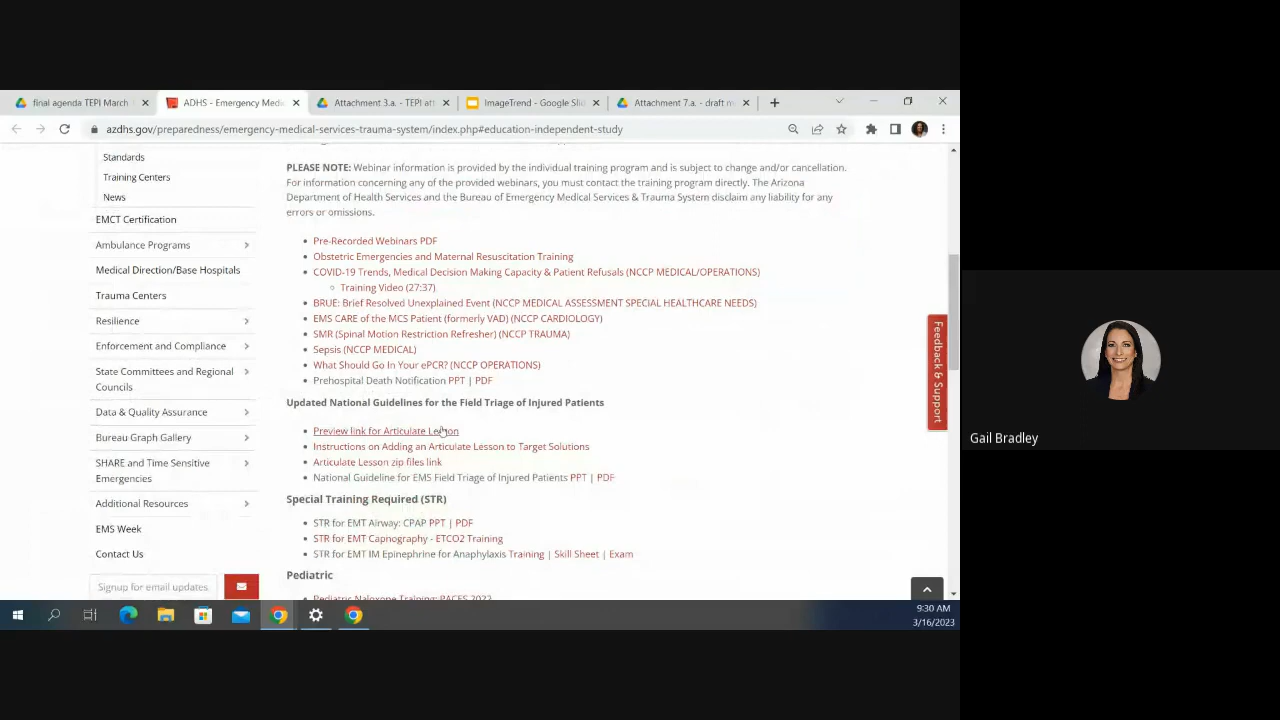 final agenda TEPI March
ADHS - Emergency Medi
Attachment 3.a. - TEPI at
ImageTrend - Google Slid
Attachment 7.a. - draft m
azdhs.gov/preparedness/emergency-medical-services-trauma-system/index.php#education-independent-study
Standards
Training Centers
News
EMCT Certification
Ambulance Programs
Medical Direction/Base Hospitals
Trauma Centers
Resilience
Enforcement and Compliance
State Committees and Regional
Councils
Data & Quality Assurance
Bureau Graph Gallery
SHARE and Time Sensitive
Emergencies
Additional Resources
EMS Week
Contact Us
Signup for email updates
PLEASE NOTE: Webinar information is provided by the individual training program and is subject to change and/or cancellation.
For information concerning any of the provided webinars, you must contact the training program directly. The Arizona
Department of Health Services and the Bureau of Emergency Medical Services & Trauma System disclaim any liability for any
errors or omissions.
Pre-Recorded Webinars PDF
Obstetric Emergencies and Maternal Resuscitation Training
COVID-19 Trends, Medical Decision Making Capacity & Patient Refusals (NCCP MEDICAL/OPERATIONS)
Training Video (27:37)
BRUE: Brief Resolved Unexplained Event (NCCP MEDICAL ASSESSMENT SPECIAL HEALTHCARE NEEDS)
EMS CARE of the MCS Patient (formerly VAD) (NCCP CARDIOLOGY)
SMR (Spinal Motion Restriction Refresher) (NCCP TRAUMA)
Sepsis (NCCP MEDICAL)
What Should Go In Your ePCR? (NCCP OPERATIONS)
Prehospital Death Notification PPT | PDF
Updated National Guidelines for the Field Triage of Injured Patients
Preview link for Articulate Lesson
Instructions on Adding an Articulate Lesson to Target Solutions
Articulate Lesson zip files link
National Guideline for EMS Field Triage of Injured Patients PPT | PDF
Special Training Required (STR)
STR for EMT Airway: CPAP PPT | PDF
STR for EMT Capnography - ETCO2 Training
STR for EMT IM Epinephrine for Anaphylaxis Training | Skill Sheet | Exam
Pediatric
Pediatric Naloxone Training: PACES 2022
Feedback & Support
9:30 AM
3/16/2023
Gail Bradley